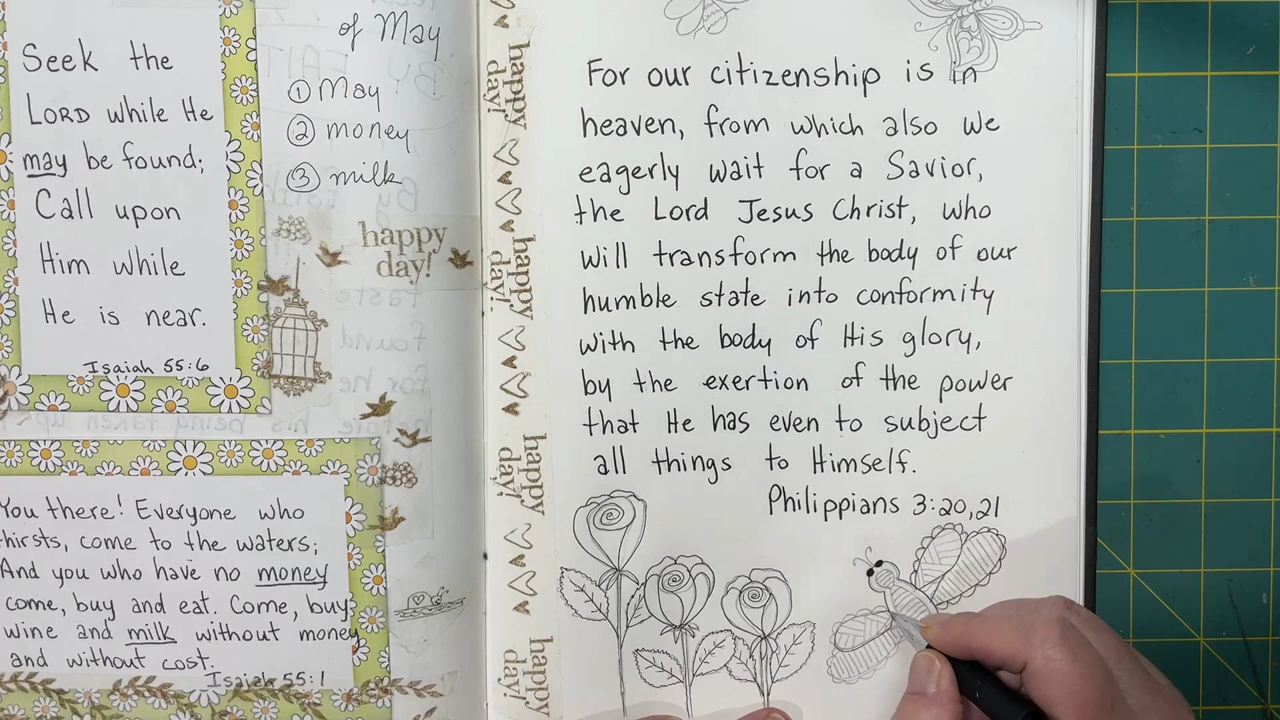 Seek the
LORD while He
may be found;
Call upon
Him while
He is near.
Isaiah 55:6
You there! Everyone who
thirsts, come to the waters;
And you who have no money
come, buy and eat. Come, buy
wine and milk without money
and without cost.
Isaiah 55:1
of May
① May
② money
③ milk
happy
day!
happy
day!
happy
day!
happy
day!
happy
day!
For our citizenship is in
heaven, from which also we
eagerly wait for a Savior,
the Lord Jesus Christ, who
will transform the body of our
humble state into conformity
with the body of His glory,
by the exertion of the power
that He has even to subject
all things to Himself.
Philippians 3:20,21